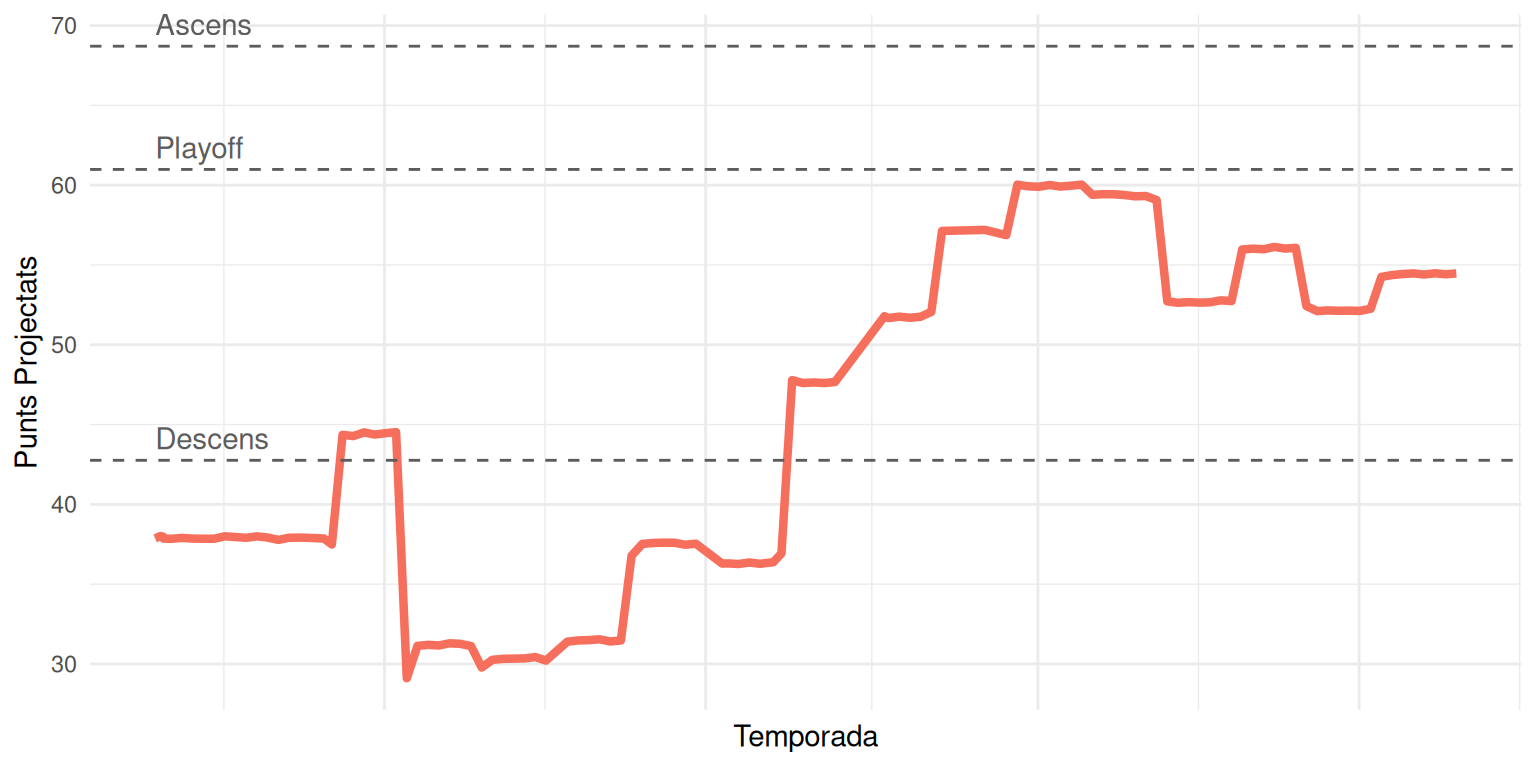 70
Ascens
Playoff
60
50
Descens
40
30
Punts Projectats
Temporada